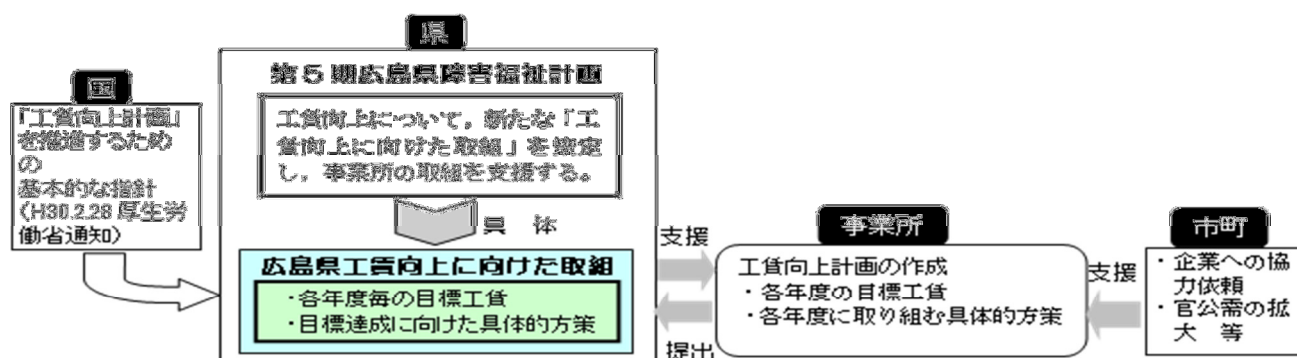 国
「工賃向上計画」
を推進するため
の
基本的な指針
(H30.2.28 厚生労
働省通知)
県
第5期広島県障害福祉計画
工賃向上について，新たな「工
賃向上に向けた取組」を策定
し，事業所の取組を支援する。
具 体
広島県工賃向上に向けた取組
・各年度毎の目標工賃
・目標達成に向けた具体的方策
支援
提出
事業所
工賃向上計画の作成
・各年度の目標工賃
・各年度に取り組む具体的方策
支援
市町
・企業への協
力依頼
・官公需の拡
大 等